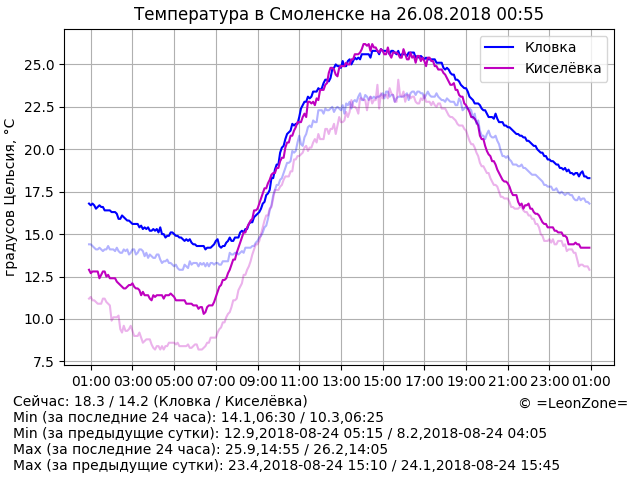 Температура в Смоленске на 26.08.2018 00:55
Кловка
Киселёвка
градусов Цельсия, °C
25.0
22.5
20.0
17.5
15.0
12.5
10.0
7.5
01:00 03:00 05:00 07:00 09:00 11:00 13:00 15:00 17:00 19:00 21:00 23:00 01:00
Сейчас: 18.3 / 14.2 (Кловка / Киселёвка)
© =LeonZone=
Min (за последние 24 часа): 14.1,06:30 / 10.3,06:25
Min (за предыдущие сутки): 12.9,2018-08-24 05:15 / 8.2,2018-08-24 04:05
Max (за последние 24 часа): 25.9,14:55 / 26.2,14:05
Max (за предыдущие сутки): 23.4,2018-08-24 15:10 / 24.1,2018-08-24 15:45